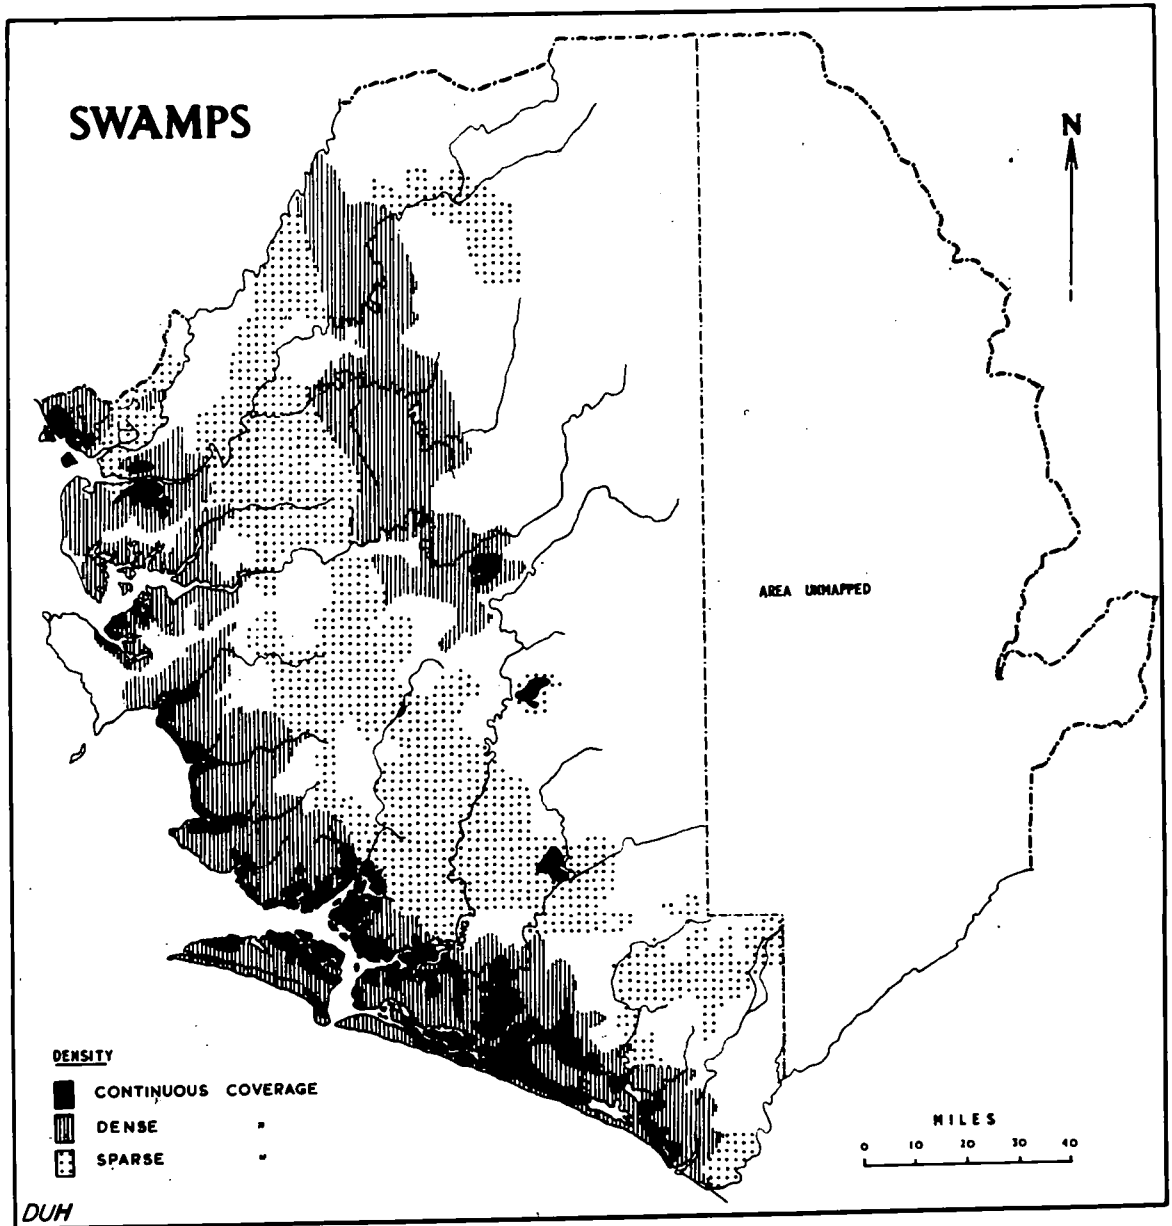 SWAMPS
N
AREA UNMAPPED
DENSITY
CONTINUOUS COVERAGE
DENSE "
SPARSE "
MILES
0 10 20 30 40
DUH